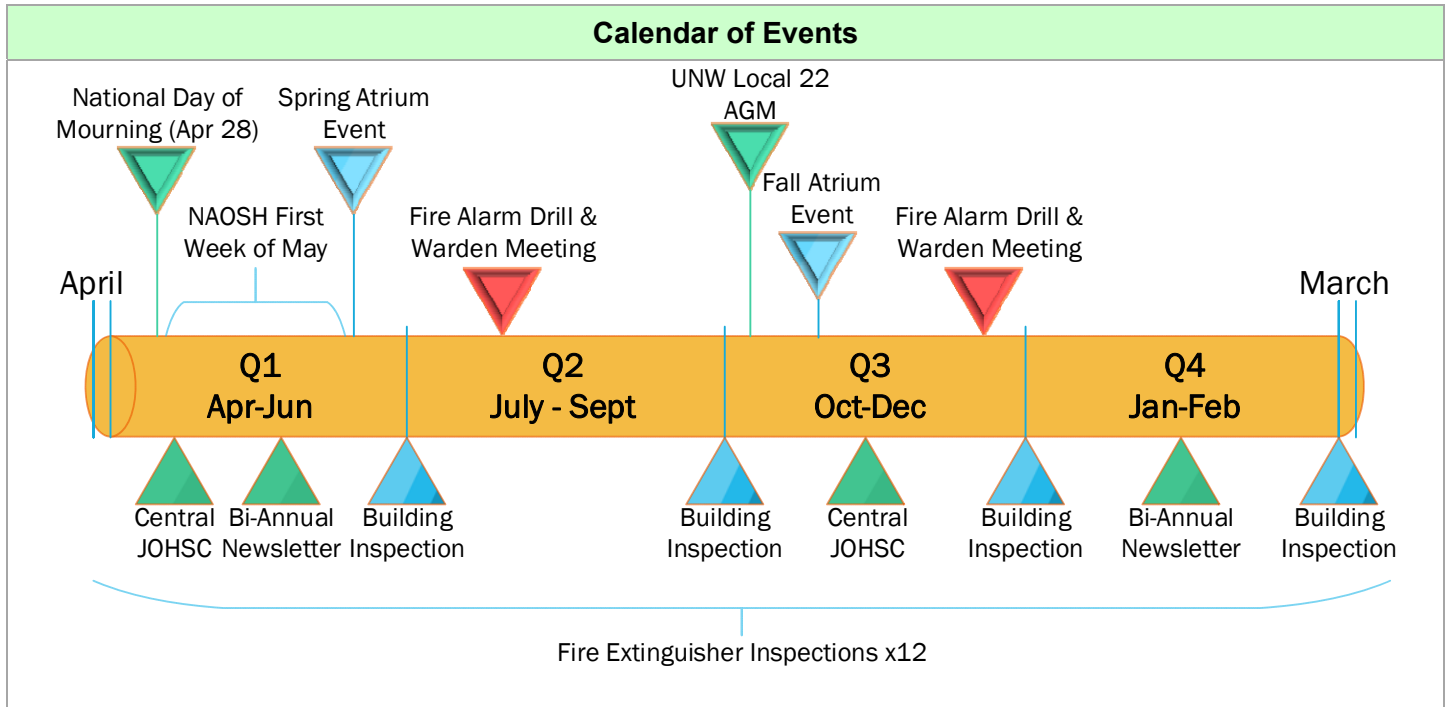 Calendar of Events
National Day of
Mourning (Apr 28)
Spring Atrium
Event
UNW Local 22
AGM
NAOSH First
Week of May
Fire Alarm Drill &
Warden Meeting
Fall Atrium
Event
Fire Alarm Drill &
Warden Meeting
April
March
Q1
Apr-Jun
Q2
July - Sept
Q3
Oct-Dec
Q4
Jan-Feb
Central
JOHSC
Bi-Annual
Newsletter
Building
Inspection
Building
Inspection
Central
JOHSC
Building
Inspection
Bi-Annual
Newsletter
Building
Inspection
Fire Extinguisher Inspections x12